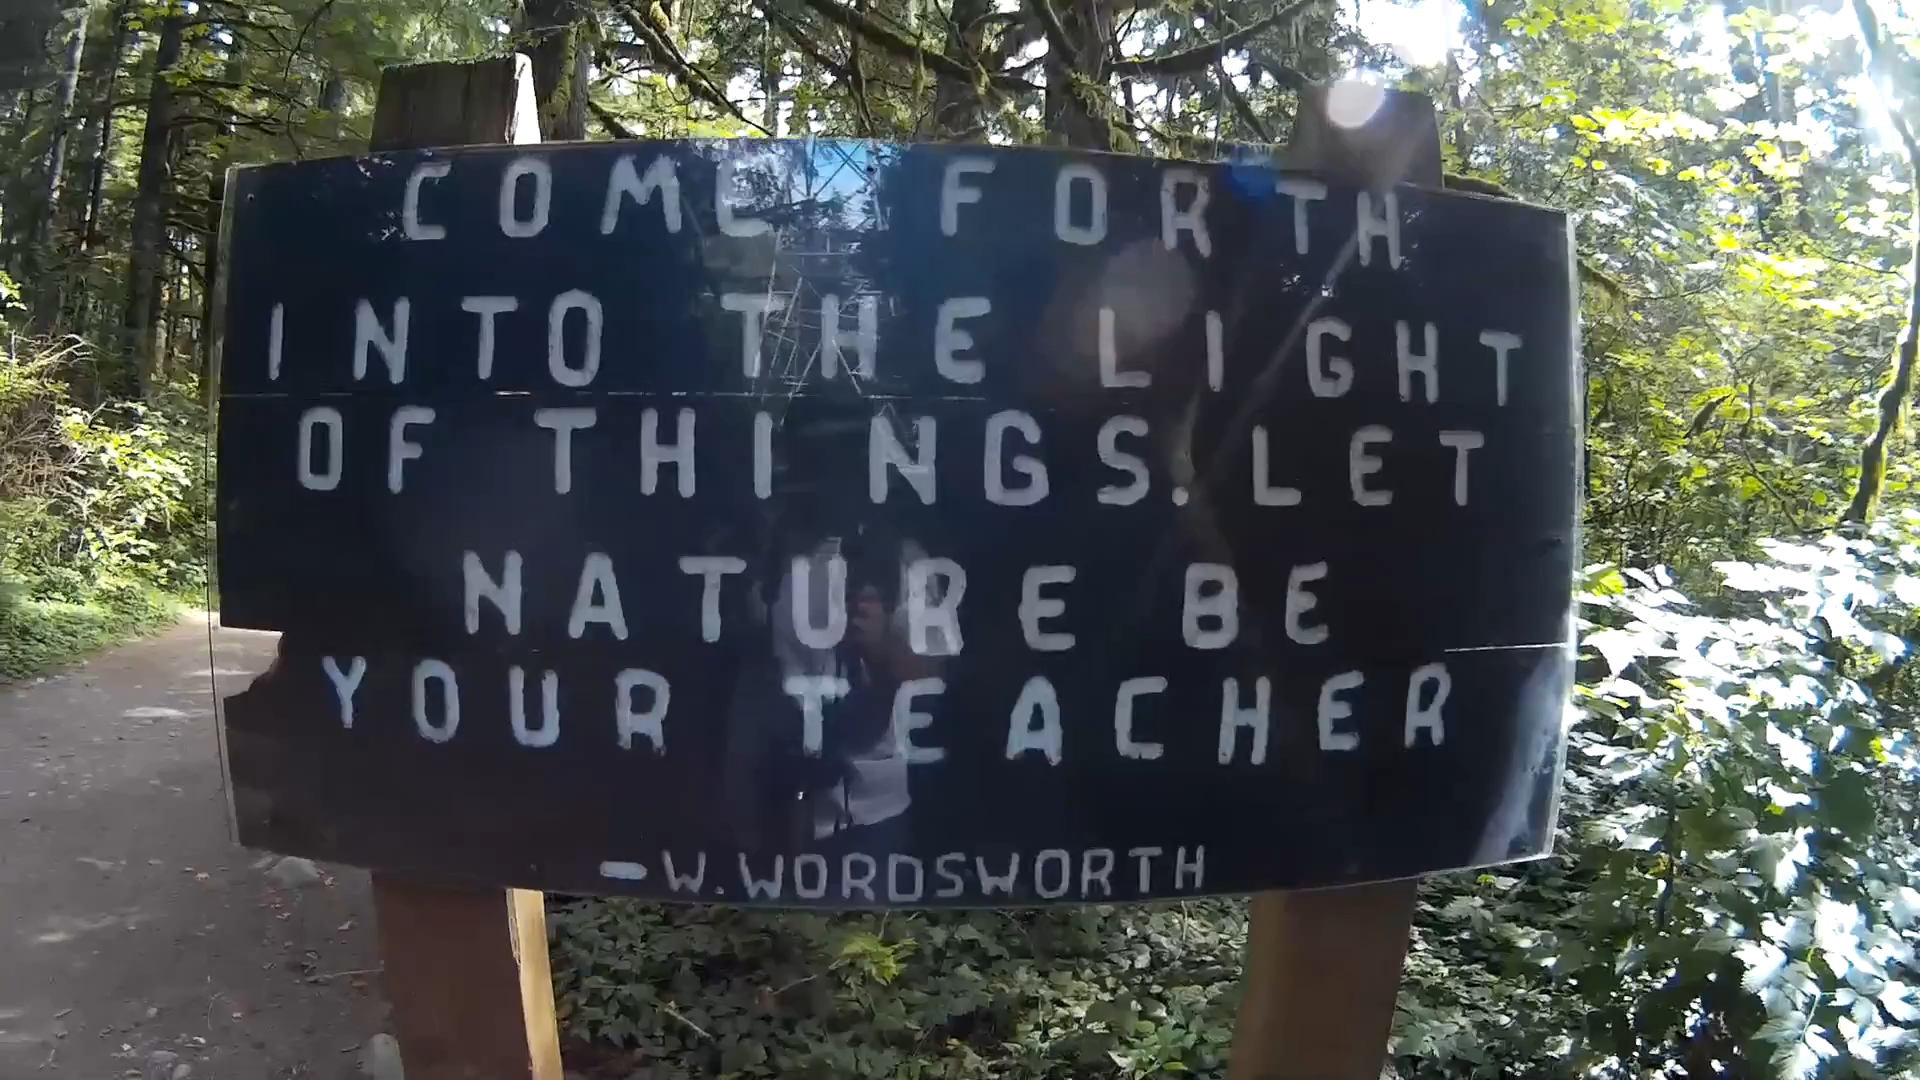 COME FORTH
INTO THE LIGHT
OF THINGS. LET
NATURE BE
YOUR TEACHER
-W. WORDSWORTH